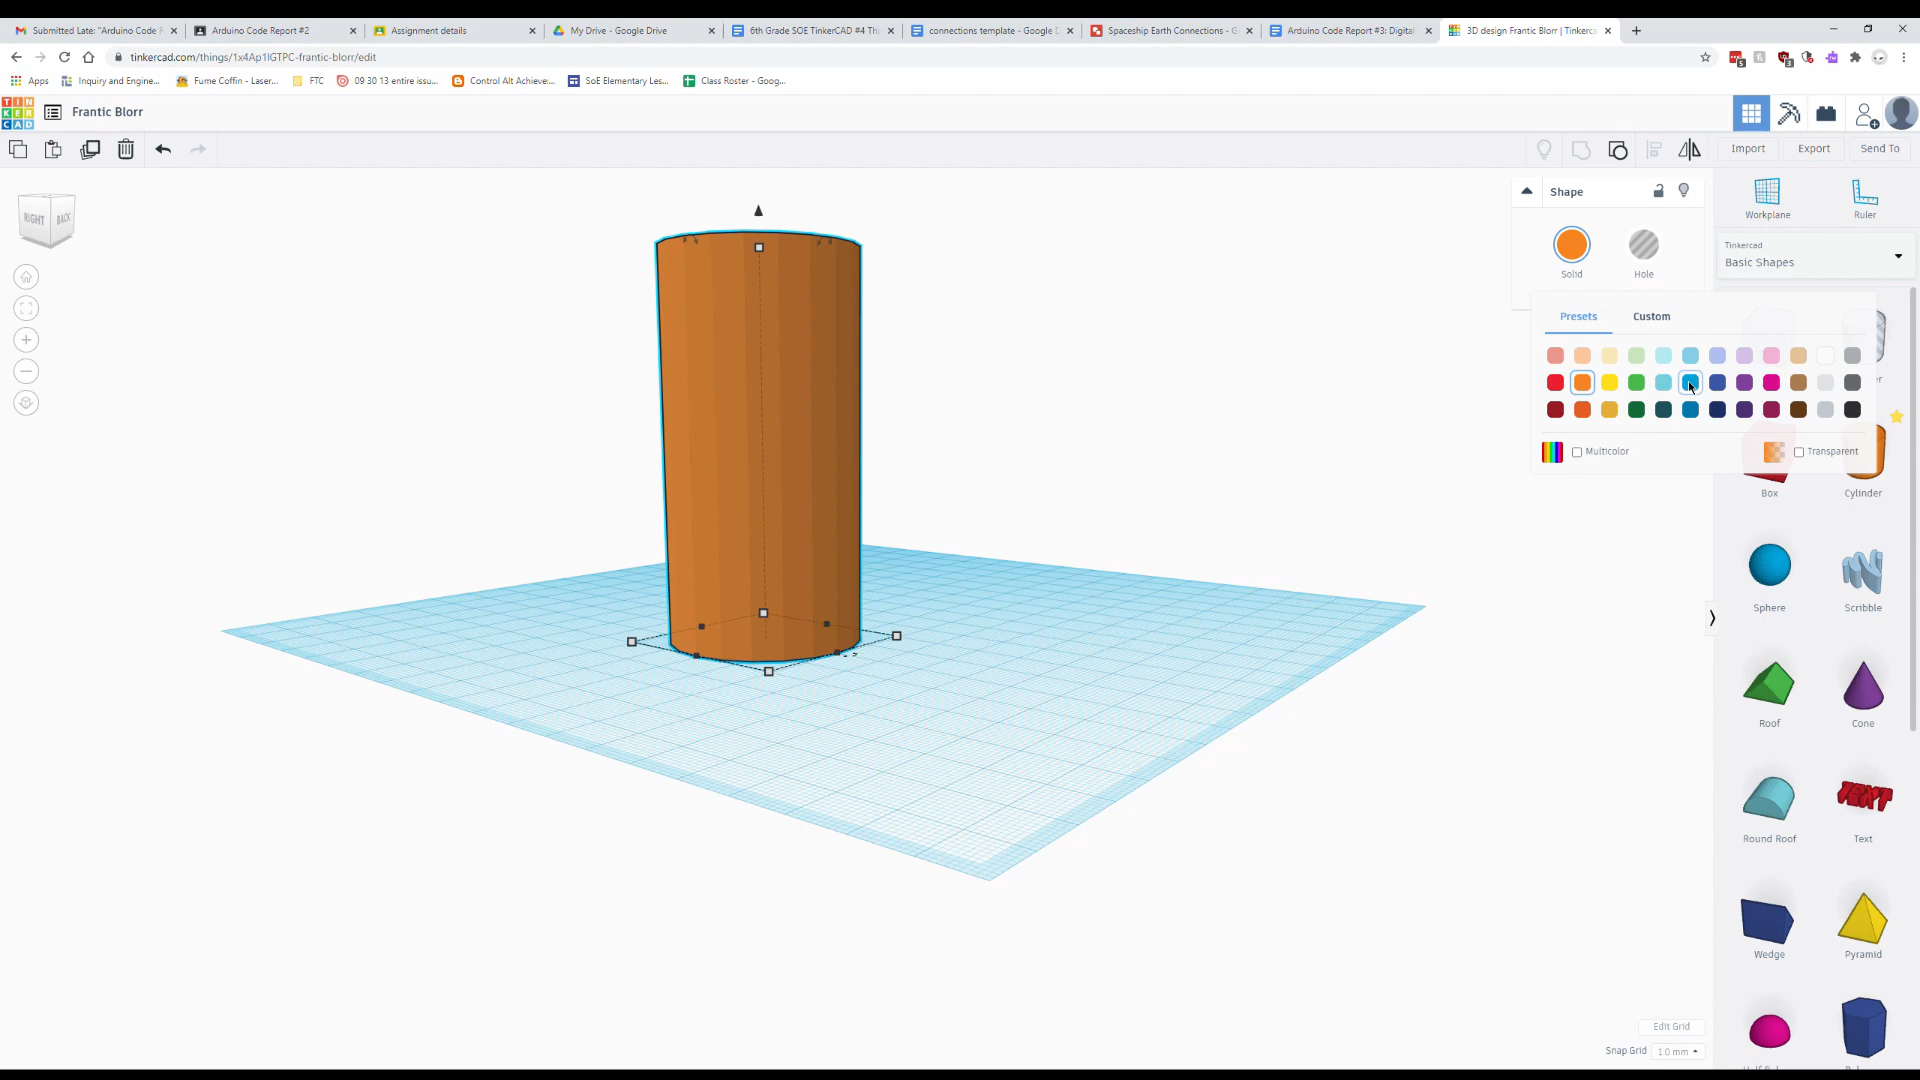 Submitted Late: "Arduino Code F
Arduino Code Report #2
Assignment details
My Drive - Google Drive
6th Grade SOE TinkerCAD #4 Th
connections template - Google D
Spaceship Earth Connections - G
Arduino Code Report #3: Digital
3D design Frantic Blorr | Tinkerca
tinkercad.com/things/1x4Ap1lGTPC-frantic-blorr/edit
Apps
Inquiry and Engine...
Fume Coffin - Laser...
FTC
09 30 13 entire issu...
Control Alt Achieve:...
SoE Elementary Les...
Class Roster - Goog...
TINKERCAD
Frantic Blorr
Import
Export
Send To
RIGHT
BACK
Shape
Solid
Hole
Workplane
Ruler
Tinkercad
Basic Shapes
Presets
Custom
Multicolor
Transparent
Box
Cylinder
Sphere
Scribble
Roof
Cone
Round Roof
TEXT
Text
Wedge
Pyramid
Edit Grid
Snap Grid
1.0 mm